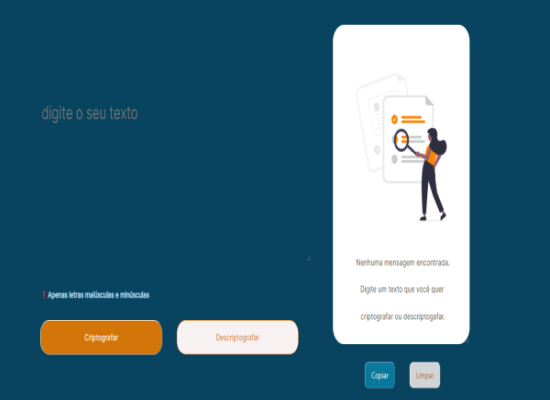 digite o seu texto
! Apenas letras maiúsculas e minúsculas
Criptografar
Descriptografar
Nenhuma mensagem encontrada.
Digite um texto que você quer
criptografar ou descriptogafar.
Copiar
Limpar